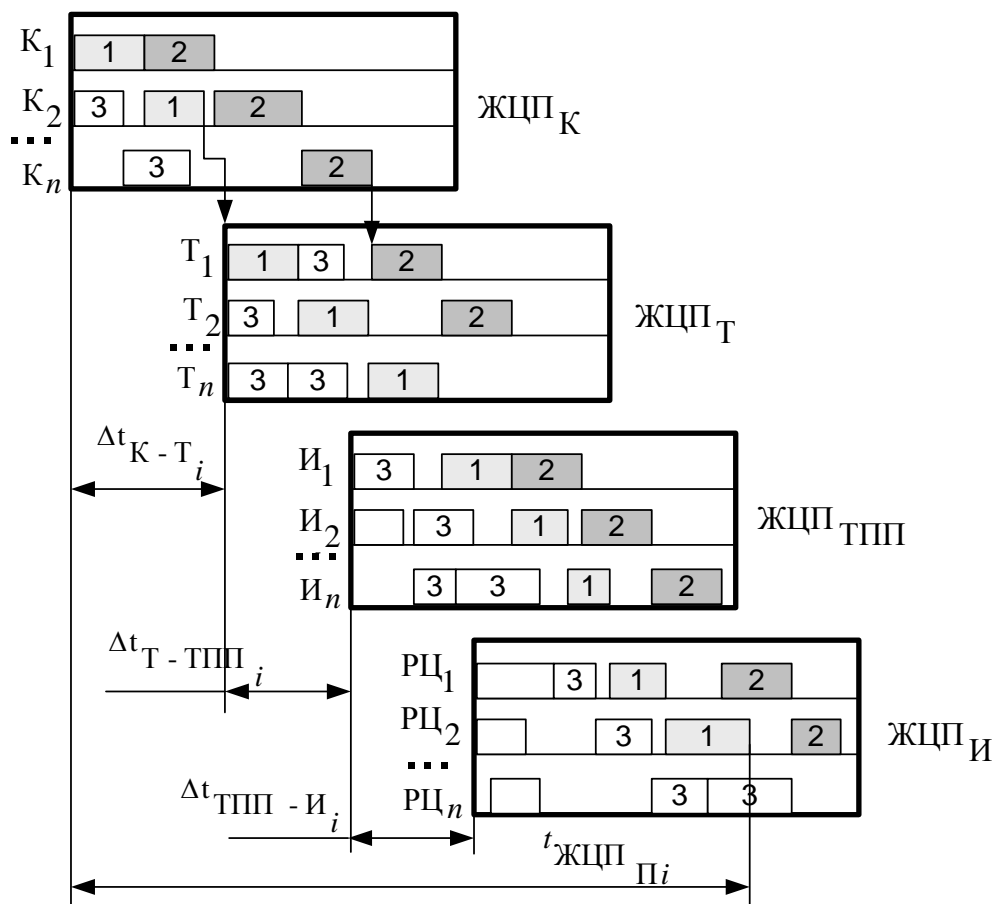 К1 1 2
К2 3 1 2 ЖЦПК
...
Кn 3 2
Т1 1 3 2
Т2 3 1 2 ЖЦПТ
...
Тn 3 3 1
ΔtК - Тi
И1 3 1 2
И2 3 1 2 ЖЦПТПП
...
Иn 3 3 1 2
ΔtТ - ТППi
РЦ1 3 1 2
РЦ2 3 1 2 ЖЦПИ
...
РЦn 3 3
ΔtТПП - Иi
tЖЦП Пi